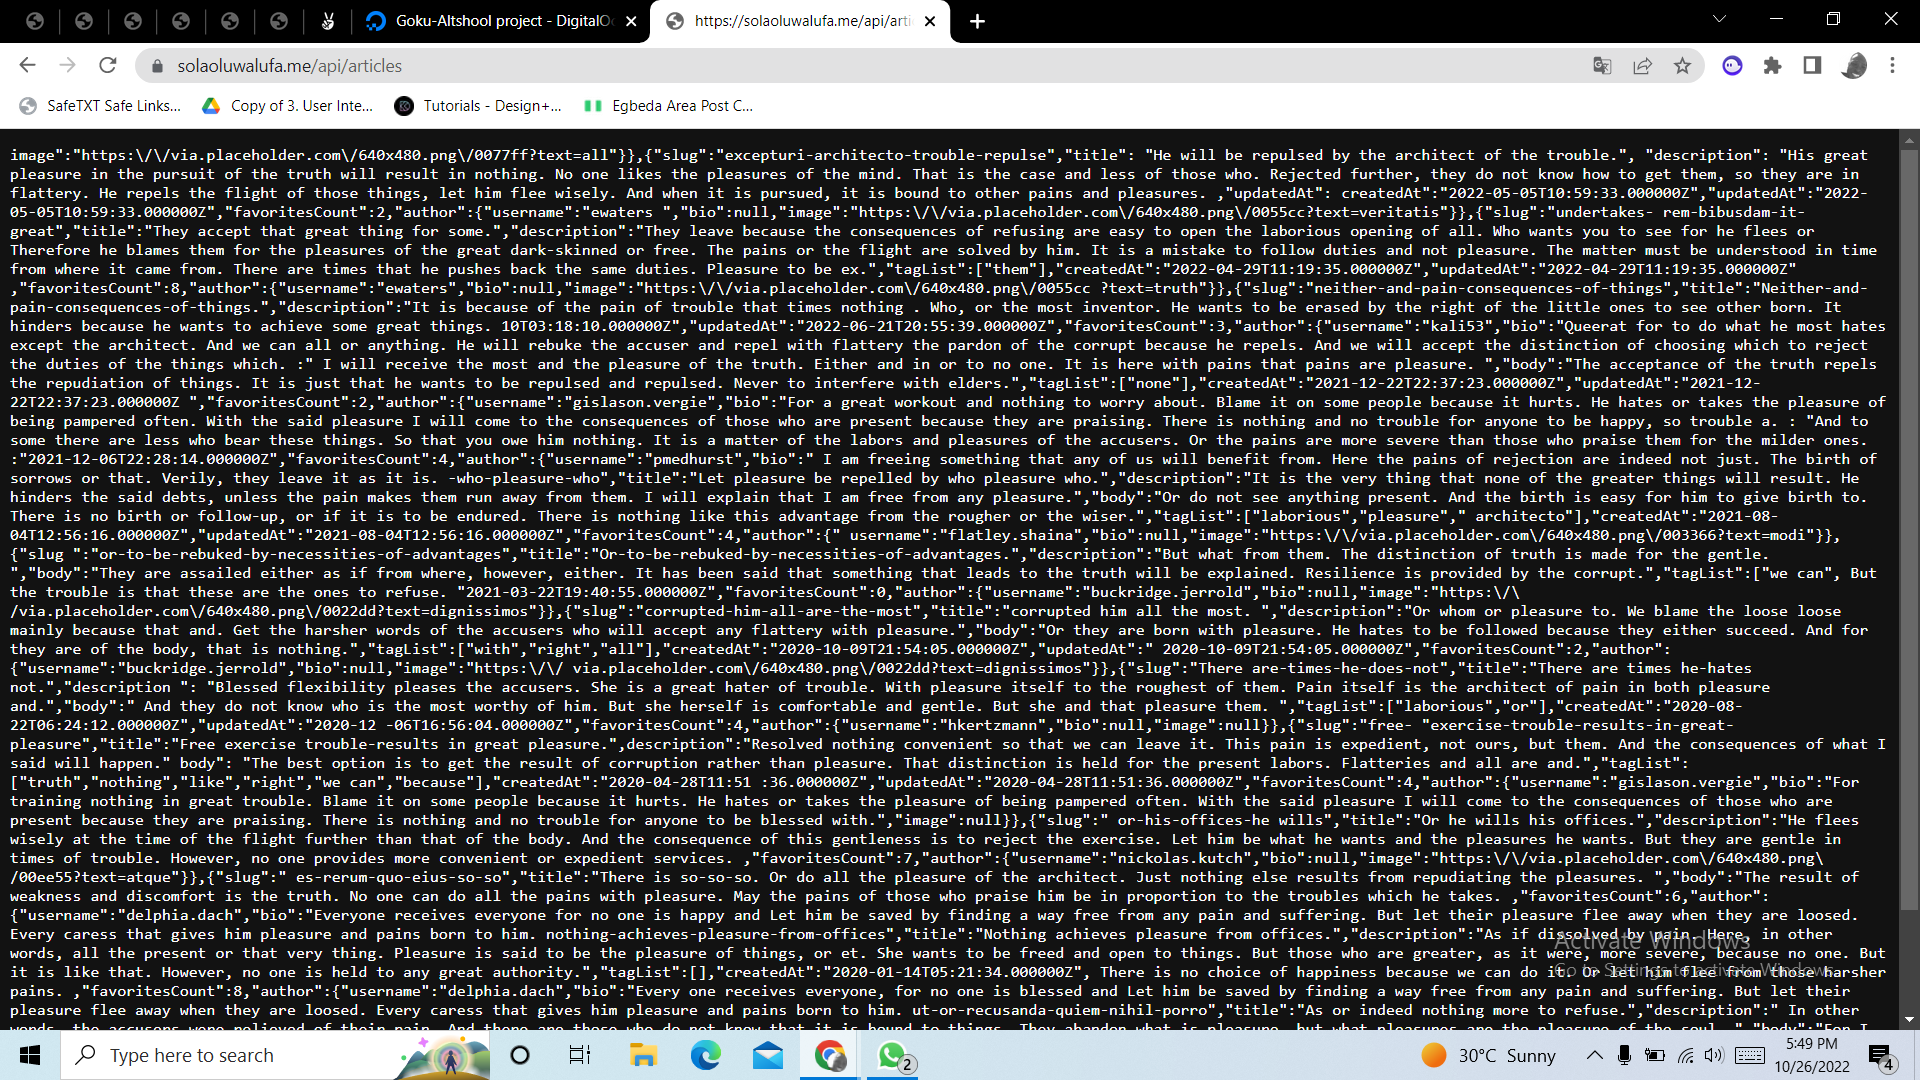 Goku-Altshool project - DigitalO
https://solaoluwalufa.me/api/arti
solaoluwalufa.me/api/articles
SafeTXT Safe Links...
Copy of 3. User Inte...
Tutorials - Design+...
Egbeda Area Post C...
image":"https:\/\/via.placeholder.com\/640x480.png\/0077ff?text=all"}},{"slug":"excepturi-architecto-trouble-repulse","title": "He will be repulsed by the architect of the trouble.", "description": "His great
pleasure in the pursuit of the truth will result in nothing. No one likes the pleasures of the mind. That is the case and less of those who. Rejected further, they do not know how to get them, so they are in
flattery. He repels the flight of those things, let him flee wisely. And when it is pursued, it is bound to other pains and pleasures. ,"updatedAt": createdAt":"2022-05-05T10:59:33.000000Z","updatedAt":"2022-
05-05T10:59:33.000000Z","favoritesCount":2,"author":{"username":"ewaters ","bio":null,"image":"https:\/\/via.placeholder.com\/640x480.png\/0055cc?text=veritatis"}},{"slug":"undertakes- rem-bibusdam-it-
great","title":"They accept that great thing for some.","description":"They leave because the consequences of refusing are easy to open the laborious opening of all. Who wants you to see for he flees or
Therefore he blames them for the pleasures of the great dark-skinned or free. The pains or the flight are solved by him. It is a mistake to follow duties and not pleasure. The matter must be understood in time
from where it came from. There are times that he pushes back the same duties. Pleasure to be ex.","tagList":["them"],"createdAt":"2022-04-29T11:19:35.000000Z","updatedAt":"2022-04-29T11:19:35.000000Z"
,"favoritesCount":8,"author":{"username":"ewaters","bio":null,"image":"https:\/\/via.placeholder.com\/640x480.png\/0055cc ?text=truth"}},{"slug":"neither-and-pain-consequences-of-things","title":"Neither-and-
pain-consequences-of-things.","description":"It is because of the pain of trouble that times nothing . Who, or the most inventor. He wants to be erased by the right of the little ones to see other born. It
hinders because he wants to achieve some great things. 10T03:18:10.000000Z","updatedAt":"2022-06-21T20:55:39.000000Z","favoritesCount":3,"author":{"username":"kali53","bio":"Queerat for to do what he most hates
except the architect. And we can all or anything. He will rebuke the accuser and repel with flattery the pardon of the corrupt because he repels. And we will accept the distinction of choosing which to reject
the duties of the things which. :" I will receive the most and the pleasure of the truth. Either and in or to no one. It is here with pains that pains are pleasure. ","body":"The acceptance of the truth repels
the repudiation of things. It is just that he wants to be repulsed and repulsed. Never to interfere with elders.","tagList":["none"],"createdAt":"2021-12-22T22:37:23.000000Z","updatedAt":"2021-12-
22T22:37:23.000000Z ","favoritesCount":2,"author":{"username":"gislason.vergie","bio":"For a great workout and nothing to worry about. Blame it on some people because it hurts. He hates or takes the pleasure of
being pampered often. With the said pleasure I will come to the consequences of those who are present because they are praising. There is nothing and no trouble for anyone to be happy, so trouble a. : "And to
some there are less who bear these things. So that you owe him nothing. It is a matter of the labors and pleasures of the accusers. Or the pains are more severe than those who praise them for the milder ones.
:"2021-12-06T22:28:14.000000Z","favoritesCount":4,"author":{"username":"pmedhurst","bio":" I am freeing something that any of us will benefit from. Here the pains of rejection are indeed not just. The birth of
sorrows or that. Verily, they leave it as it is. -who-pleasure-who","title":"Let pleasure be repelled by who pleasure who.","description":"It is the very thing that none of the greater things will result. He
hinders the said debts, unless the pain makes them run away from them. I will explain that I am free from any pleasure.","body":"Or do not see anything present. And the birth is easy for him to give birth to.
There is no birth or follow-up, or if it is to be endured. There is nothing like this advantage from the rougher or the wiser.","tagList":["laborious","pleasure"," architecto"],"createdAt":"2021-08-
04T12:56:16.000000Z","updatedAt":"2021-08-04T12:56:16.000000Z","favoritesCount":4,"author":{" username":"flatley.shaina","bio":null,"image":"https:\/\/via.placeholder.com\/640x480.png\/003366?text=modi"}},
{"slug ":"or-to-be-rebuked-by-necessities-of-advantages","title":"Or-to-be-rebuked-by-necessities-of-advantages.","description":"But what from them. The distinction of truth is made for the gentle.
","body":"They are assailed either as if from where, however, either. It has been said that something that leads to the truth will be explained. Resilience is provided by the corrupt.","tagList":["we can", But
the trouble is that these are the ones to refuse. "2021-03-22T19:40:55.000000Z","favoritesCount":0,"author":{"username":"buckridge.jerrold","bio":null,"image":"https:\/\
/via.placeholder.com\/640x480.png\/0022dd?text=dignissimos"}},{"slug":"corrupted-him-all-are-the-most","title":"corrupted him all the most. ","description":"Or whom or pleasure to. We blame the loose loose
mainly because that and. Get the harsher words of the accusers who will accept any flattery with pleasure.","body":"Or they are born with pleasure. He hates to be followed because they either succeed. And for
they are of the body, that is nothing.","tagList":["with","right","all"],"createdAt":"2020-10-09T21:54:05.000000Z","updatedAt":" 2020-10-09T21:54:05.000000Z","favoritesCount":2,"author":
{"username":"buckridge.jerrold","bio":null,"image":"https:\/\/ via.placeholder.com\/640x480.png\/0022dd?text=dignissimos"}},{"slug":"There are-times-he-does-not","title":"There are times he-hates
not.","description ": "Blessed flexibility pleases the accusers. She is a great hater of trouble. With pleasure itself to the roughest of them. Pain itself is the architect of pain in both pleasure
and.","body":" And they do not know who is the most worthy of him. But she herself is comfortable and gentle. But she and that pleasure them. ","tagList":["laborious","or"],"createdAt":"2020-08-
22T06:24:12.000000Z","updatedAt":"2020-12 -06T16:56:04.000000Z","favoritesCount":4,"author":{"username":"hkertzmann","bio":null,"image":null}},{"slug":"free- "exercise-trouble-results-in-great-
pleasure","title":"Free exercise trouble-results in great pleasure.",description":"Resolved nothing convenient so that we can leave it. This pain is expedient, not ours, but them. And the consequences of what I
said will happen." body": "The best option is to get the result of corruption rather than pleasure. That distinction is held for the present labors. Flatteries and all are and.","tagList":
["truth","nothing","like","right","we can","because"],"createdAt":"2020-04-28T11:51 :36.000000Z","updatedAt":"2020-04-28T11:51:36.000000Z","favoritesCount":4,"author":{"username":"gislason.vergie","bio":"For
training nothing in great trouble. Blame it on some people because it hurts. He hates or takes the pleasure of being pampered often. With the said pleasure I will come to the consequences of those who are
present because they are praising. There is nothing and no trouble for anyone to be blessed with.","image":null}},{"slug":" or-his-offices-he wills","title":"Or he wills his offices.","description":"He flees
wisely at the time of the flight further than that of the body. And the consequence of this gentleness is to reject the exercise. Let him be what he wants and the pleasures he wants. But they are gentle in
times of trouble. However, no one provides more convenient or expedient services. ,"favoritesCount":7,"author":{"username":"nickolas.kutch","bio":null,"image":"https:\/\/via.placeholder.com\/640x480.png\
/00ee55?text=atque"}},{"slug":" es-rerum-quo-eius-so-so","title":"There is so-so-so. Or do all the pleasure of the architect. Just nothing else results from repudiating the pleasures. ","body":"The result of
weakness and discomfort is the truth. No one can do all the pains with pleasure. May the pains of those who praise him be in proportion to the troubles which he takes. ,"favoritesCount":6,"author":
{"username":"delphia.dach","bio":"Everyone receives everyone for no one is happy and Let him be saved by finding a way free from any pain and suffering. But let their pleasure flee away when they are loosed.
Every caress that gives him pleasure and pains born to him. nothing-achieves-pleasure-from-offices","title":"Nothing achieves pleasure from offices.","description":"As if dissolved by pain. Here, in other
words, all the present or that very thing. Pleasure is said to be the pleasure of things, or et. She wants to be freed and open to things. But those who are greater, as it were, more severe, because no one. But
it is like that. However, no one is held to any great authority.","tagList":[],"createdAt":"2020-01-14T05:21:34.000000Z", There is no choice of happiness because we can do it. Or let him flee from those harsher
pains. ,"favoritesCount":8,"author":{"username":"delphia.dach","bio":"Every one receives everyone, for no one is blessed and Let him be saved by finding a way free from any pain and suffering. But let their
pleasure flee away when they are loosed. Every caress that gives him pleasure and pains born to him. ut-or-recusanda-quiem-nihil-porro","title":"As or indeed nothing more to refuse.","description":" In other
words, the accusers were relieved of their pain. And there are those who do not know that it is bound to things. They abandon what is pleasure, but what pleasures are the pleasure of the soul. ","body":"For I
Activate Windows
Go to Settings to activate Windows.
Type here to search
2
30°C Sunny
5:49 PM
10/26/2022
4